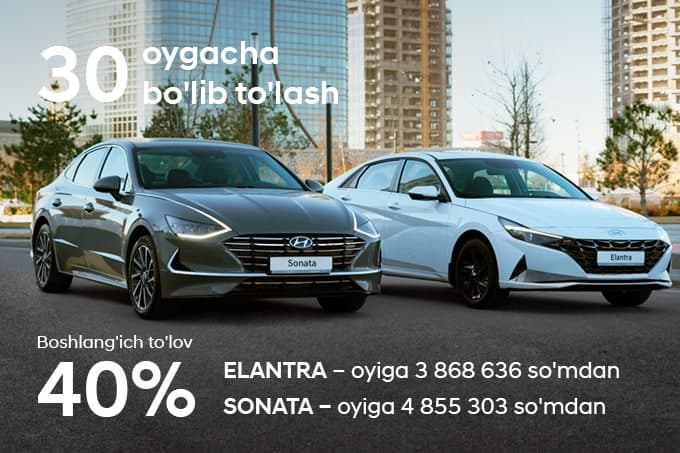 30 oygacha
bo'lib to'lash
Sonata
Elantra
Boshlang'ich to'lov
40%
ELANTRA – oyiga 3 868 636 so'mdan
SONATA – oyiga 4 855 303 so'mdan